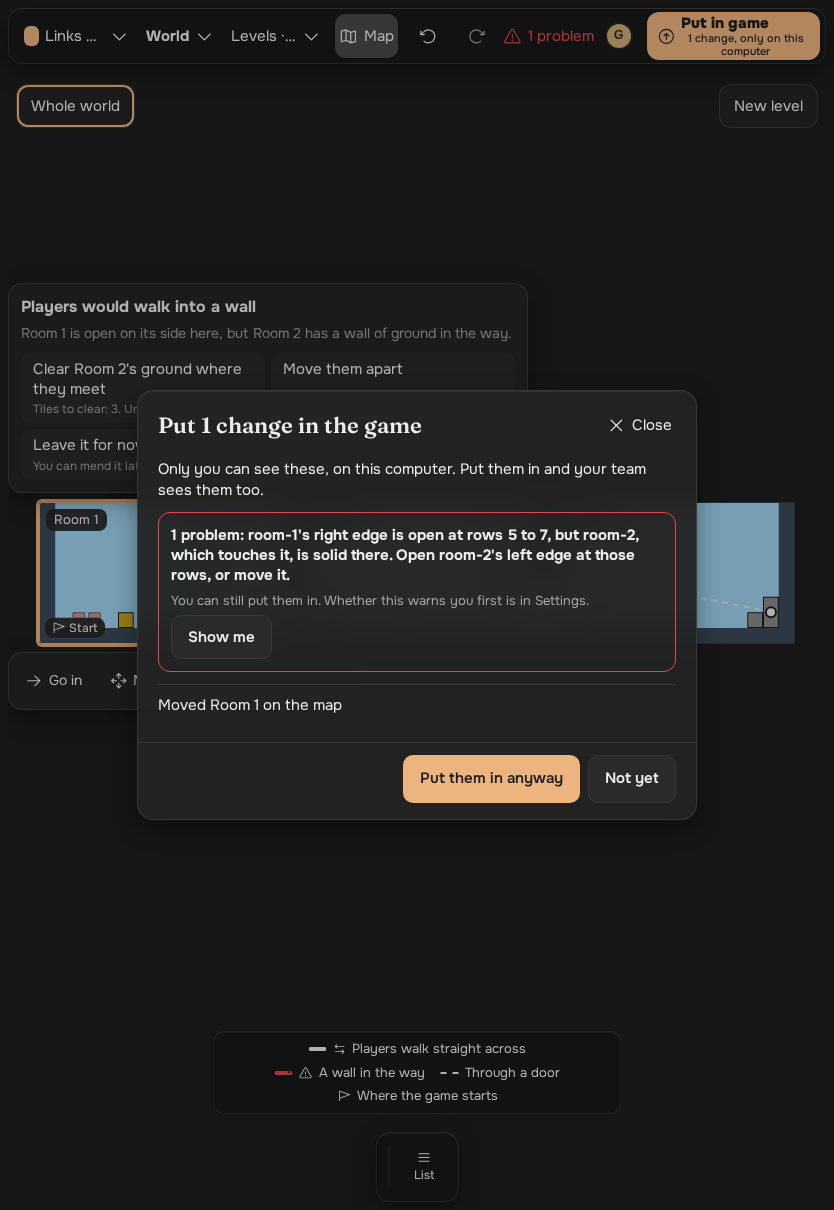 Links ...
World
Levels ·...
Map
1 problem
G
Put in game
1 change, only on this
computer
Whole world
New level
Players would walk into a wall
Room 1 is open on its side here, but Room 2 has a wall of ground in the way.
Clear Room 2's ground where
they meet
Tiles to clear: 3.
Move them apart
Leave it for
You can mend it
Put 1 change in the game
Close
Only you can see these, on this computer. Put them in and your team
sees them too.
1 problem: room-1's right edge is open at rows 5 to 7, but room-2,
which touches it, is solid there. Open room-2's left edge at those
rows, or move it.
You can still put them in. Whether this warns you first is in Settings.
Show me
Moved Room 1 on the map
Put them in anyway
Not yet
Room 1
Start
Go in
Players walk straight across
A wall in the way
Through a door
Where the game starts
List